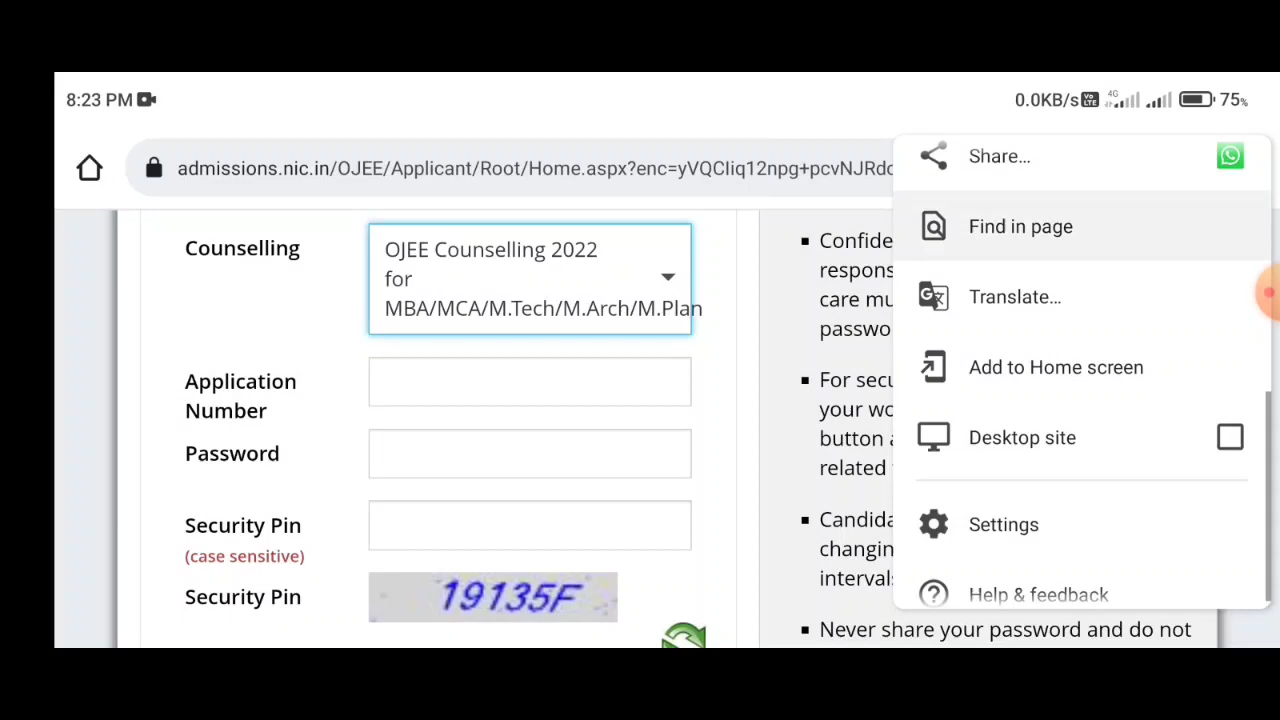 8:23 PM
0.0KB/s Vo LTE 4G 75%
admissions.nic.in/OJEE/Applicant/Root/Home.aspx?enc=yVQCIiq12npg+pcvNJRdc
Share...
Find in page
Translate...
Add to Home screen
Desktop site
Settings
Help & feedback
Counselling
OJEE Counselling 2022
for
MBA/MCA/M.Tech/M.Arch/M.Plan
Application
Number
Password
Security Pin
(case sensitive)
Security Pin
19135F
Confide
respons
care mu
passwo
For secu
your wo
button a
related
Candida
changin
interval
Never share your password and do not